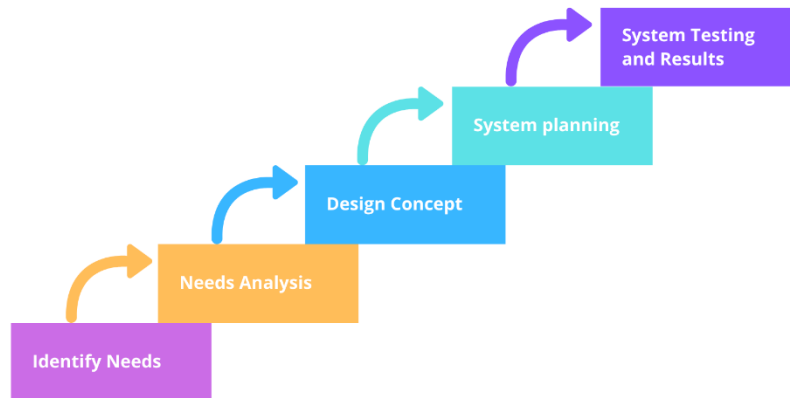 System Testing
and Results
System planning
Design Concept
Needs Analysis
Identify Needs